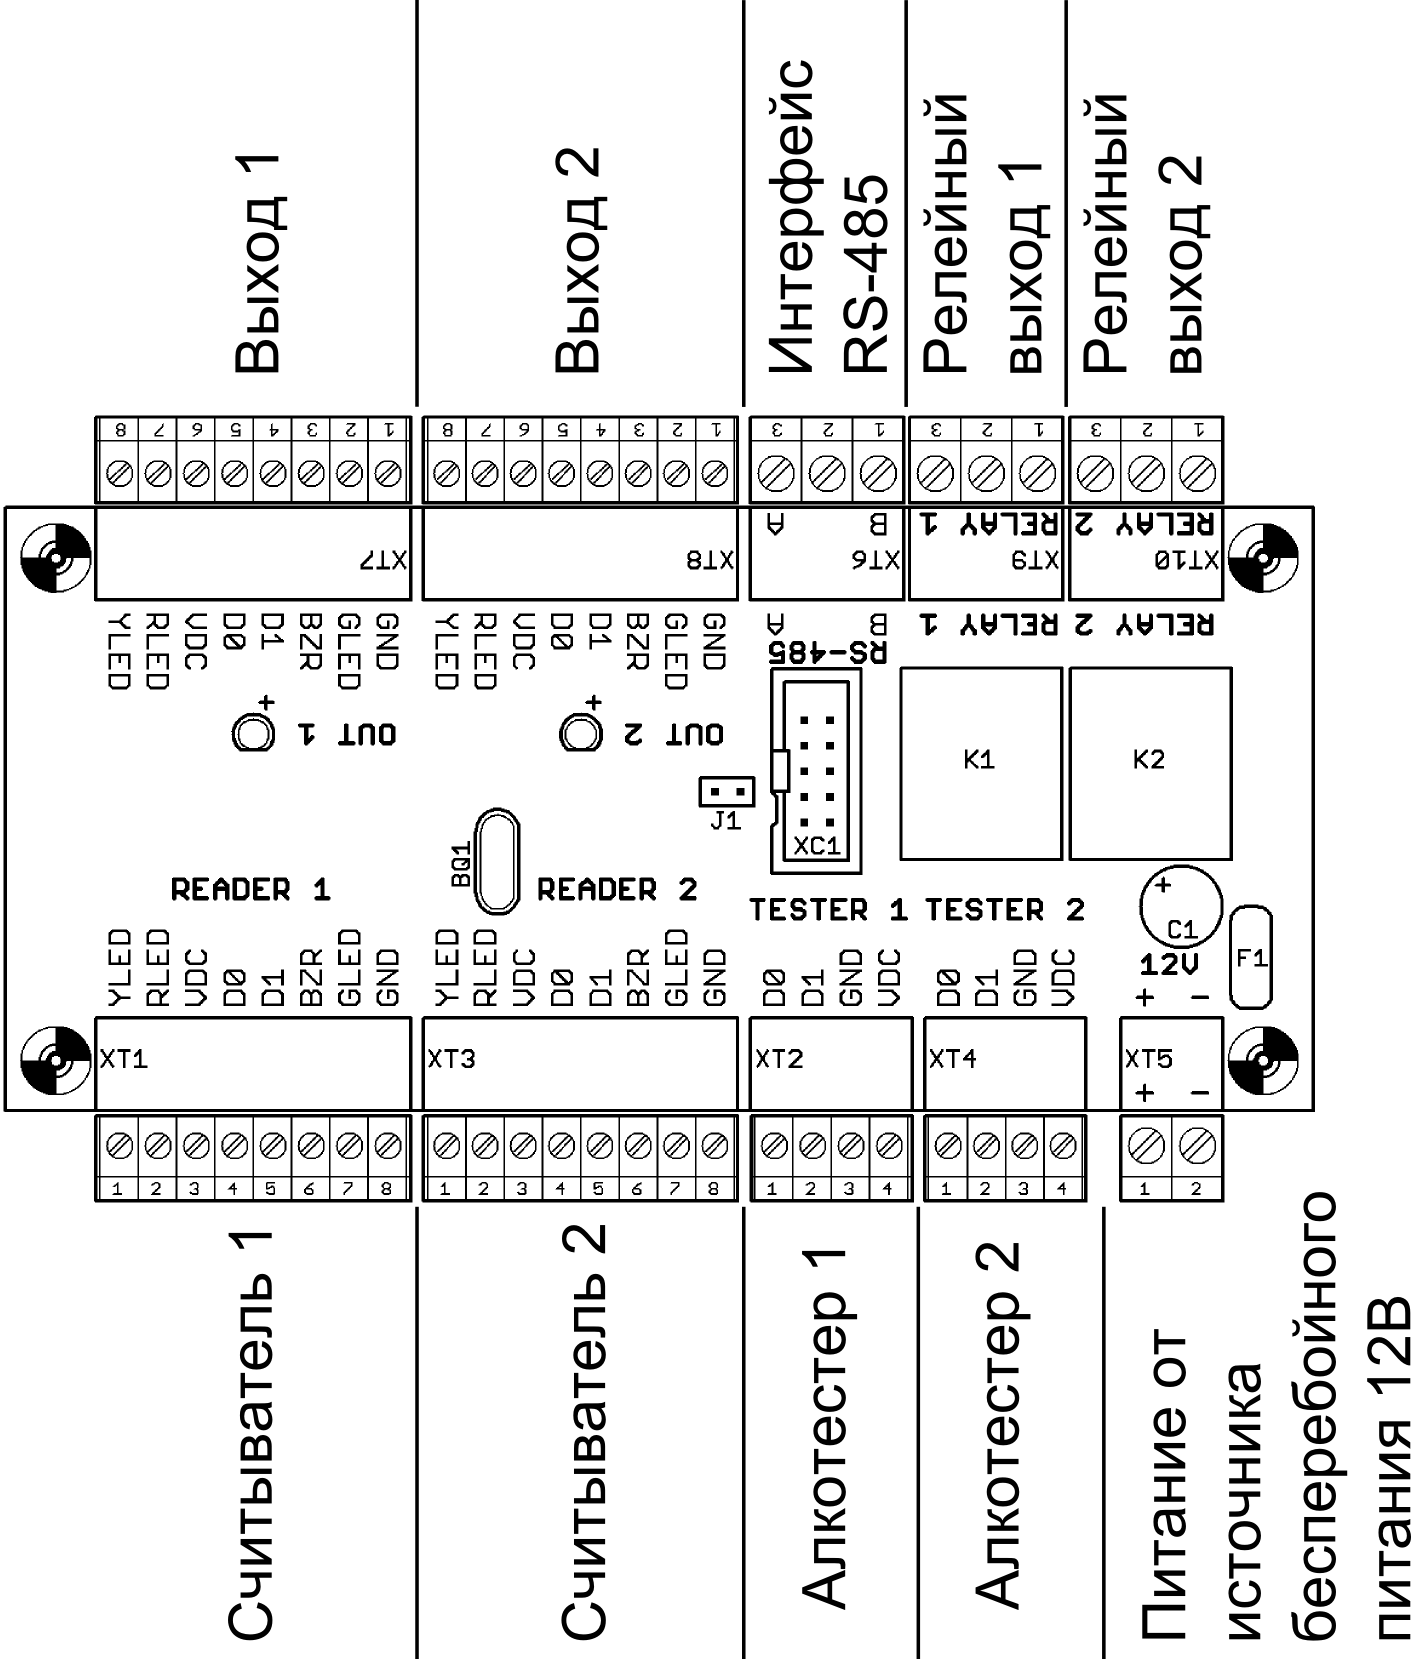 Выход 1
Выход 2
Интерфейс
RS-485
Релейный
выход 1
Релейный
выход 2
8 7 6 5 4 3 2 1
8 7 6 5 4 3 2 1
3 2 1
3 2 1
3 2 1
A B
RELAY 1
RELAY 2
XT7
XT8
XT6
XT9
XT10
YLED
RLED
VDC
D0
D1
BZR
GLED
GND
YLED
RLED
VDC
D0
D1
BZR
GLED
GND
A B
RS-485
RELAY 1
RELAY 2
+
OUT 1
+
OUT 2
J1
XC1
K1
K2
BQ1
READER 1
READER 2
TESTER 1
TESTER 2
+
C1
F1
12V
+ -
YLED
RLED
VDC
D0
D1
BZR
GLED
GND
YLED
RLED
VDC
D0
D1
BZR
GLED
GND
D0
D1
GND
VDC
D0
D1
GND
VDC
XT1
XT3
XT2
XT4
XT5
+ -
1 2 3 4 5 6 7 8
1 2 3 4 5 6 7 8
1 2 3 4
1 2 3 4
1 2
Считыватель 1
Считыватель 2
Алкотестер 1
Алкотестер 2
Питание от
источника
бесперебойного
питания 12В